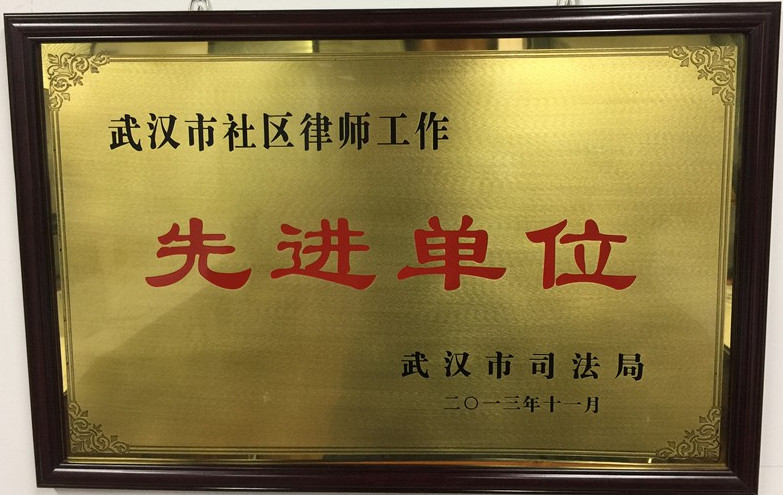 武汉市社区律师工作
先进单位
武汉市司法局
二〇一三年十一月